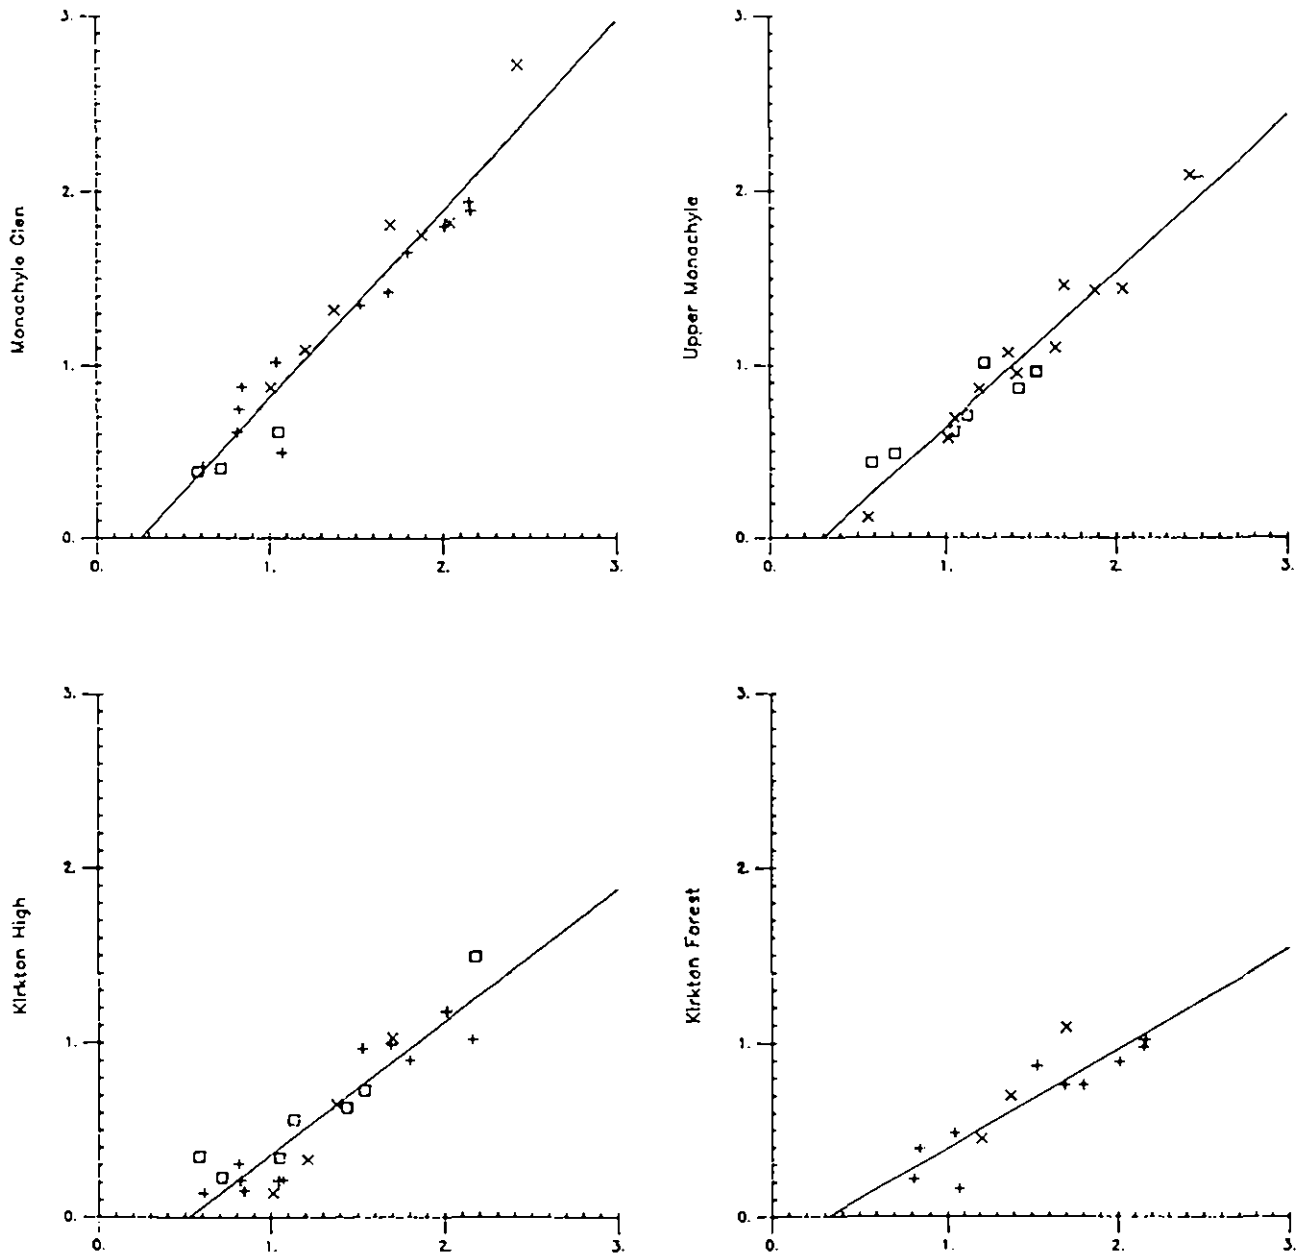 3.
2.
1.
0.
Monachyle Glen
0. 1. 2. 3.
3.
2.
1.
0.
Upper Monachyle
0. 1. 2. 3.
3.
2.
1.
0.
Kirkton High
0. 1. 2. 3.
3.
2.
1.
0.
Kirkton Forest
0. 1. 2. 3.